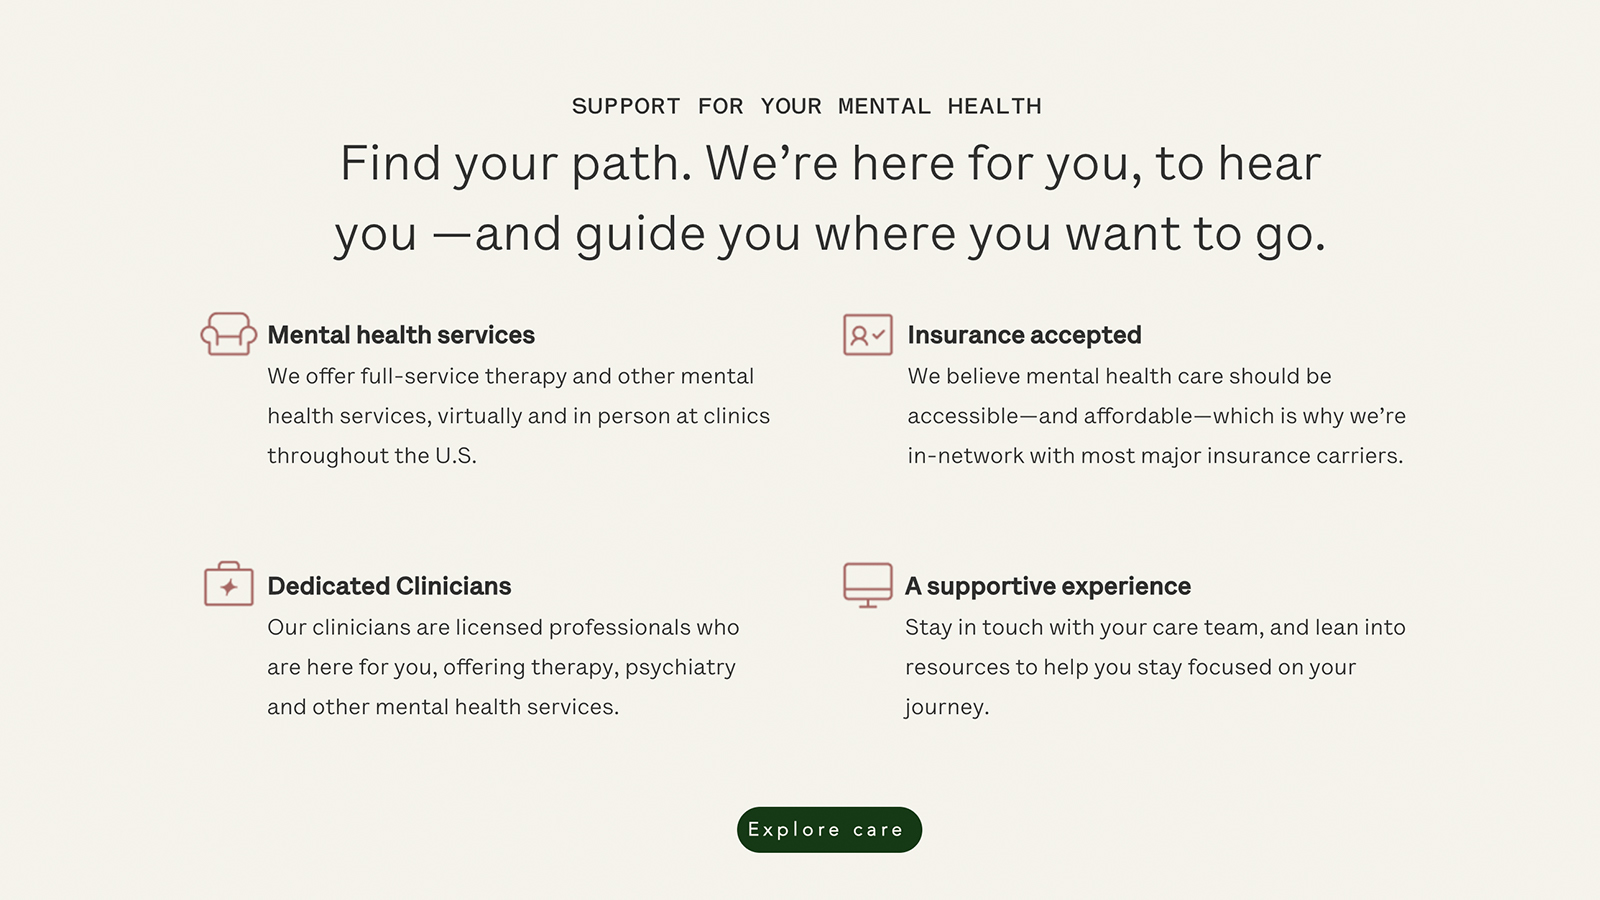 SUPPORT FOR YOUR MENTAL HEALTH
Find your path. We’re here for you, to hear
you —and guide you where you want to go.
Mental health services
We offer full-service therapy and other mental
health services, virtually and in person at clinics
throughout the U.S.
Insurance accepted
We believe mental health care should be
accessible—and affordable—which is why we’re
in-network with most major insurance carriers.
Dedicated Clinicians
Our clinicians are licensed professionals who
are here for you, offering therapy, psychiatry
and other mental health services.
A supportive experience
Stay in touch with your care team, and lean into
resources to help you stay focused on your
journey.
Explore care